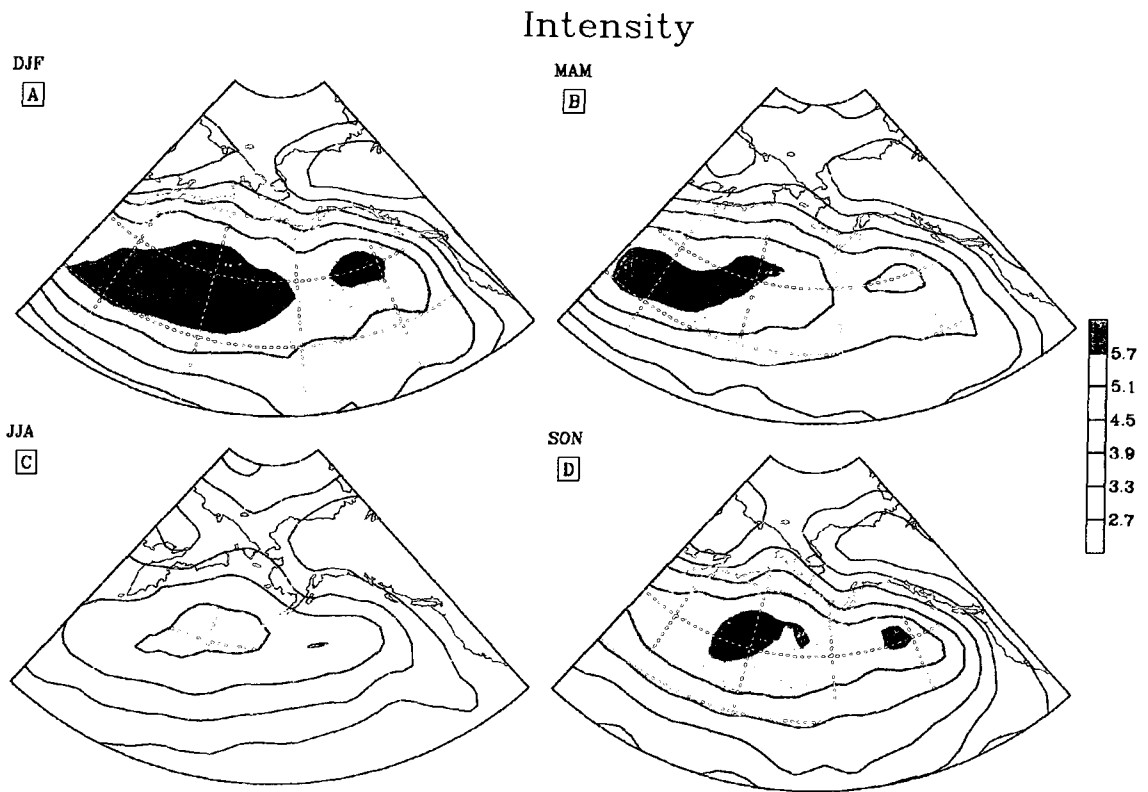 Intensity
DJF
A
MAM
B
5.7
5.1
4.5
3.9
3.3
2.7
JJA
C
SON
D